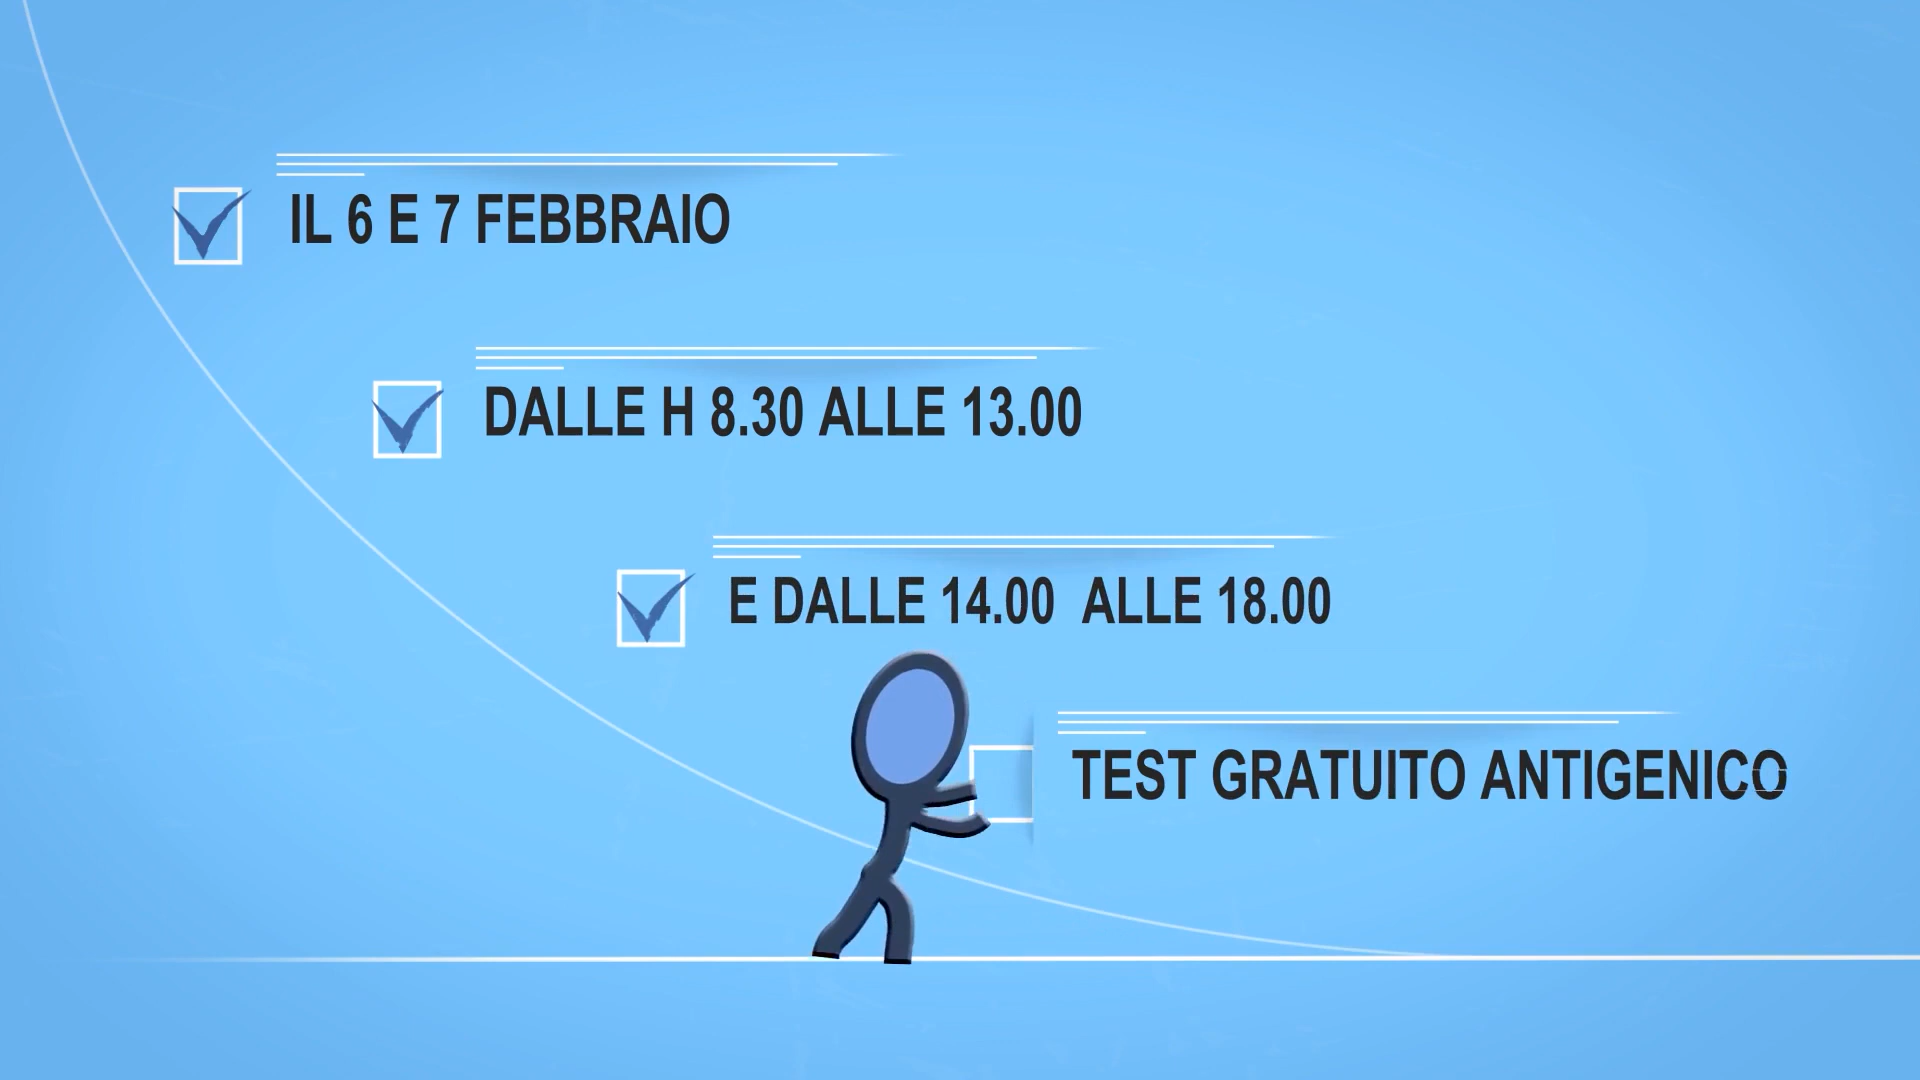 IL 6 E 7 FEBBRAIO
DALLE H 8.30 ALLE 13.00
E DALLE 14.00 ALLE 18.00
TEST GRATUITO ANTIGENICO